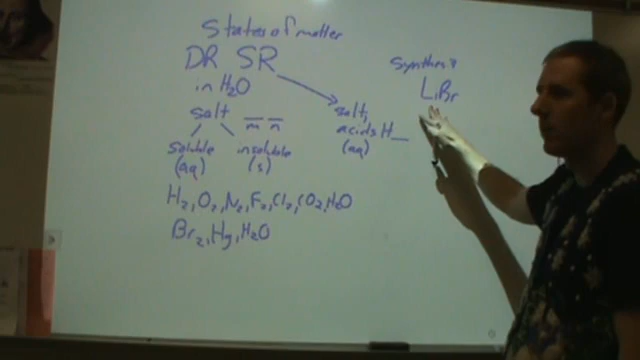 States of matter
DR SR
in H₂O
salt m n
soluble insoluble
(aq) (s)
H₂, O₂, N₂, F₂, Cl₂, CO₂, H₂O
Br₂, Hg, H₂O
salt,
acids H_
(aq)
Synthesis
LiBr